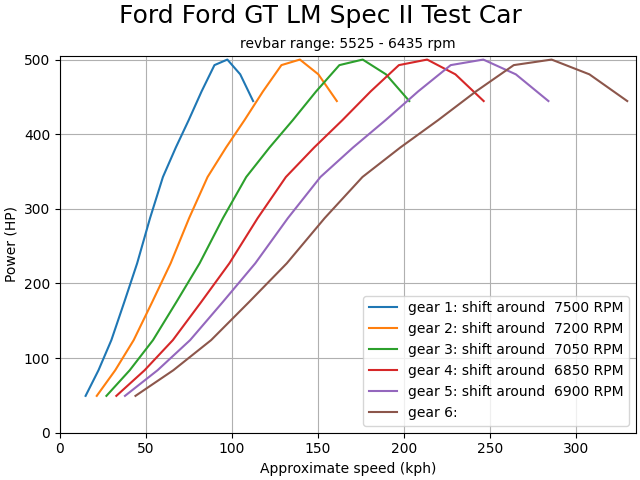 Ford Ford GT LM Spec II Test Car
revbar range: 5525 - 6435 rpm
500
400
300
200
100
0
Power (HP)
gear 1: shift around  7500 RPM
gear 2: shift around  7200 RPM
gear 3: shift around  7050 RPM
gear 4: shift around  6850 RPM
gear 5: shift around  6900 RPM
gear 6:
0 50 100 150 200 250 300
Approximate speed (kph)